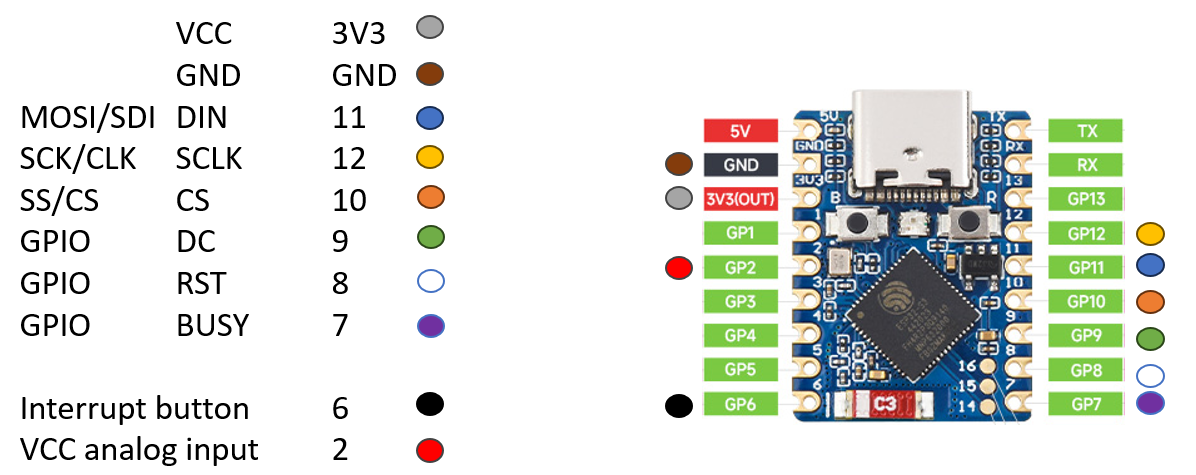 VCC 3V3
GND GND
MOSI/SDI DIN 11
SCK/CLK SCLK 12
SS/CS CS 10
GPIO DC 9
GPIO RST 8
GPIO BUSY 7
Interrupt button 6
VCC analog input 2
5V
GND
3V3(OUT)
GP1
GP2
GP3
GP4
GP5
GP6
5V
GND
3V3
B
1
2
3
4
5
6
C3
TX
RX
13
R
12
11
10
9
8
7
16
15
14
TX
RX
GP13
GP12
GP11
GP10
GP9
GP8
GP7